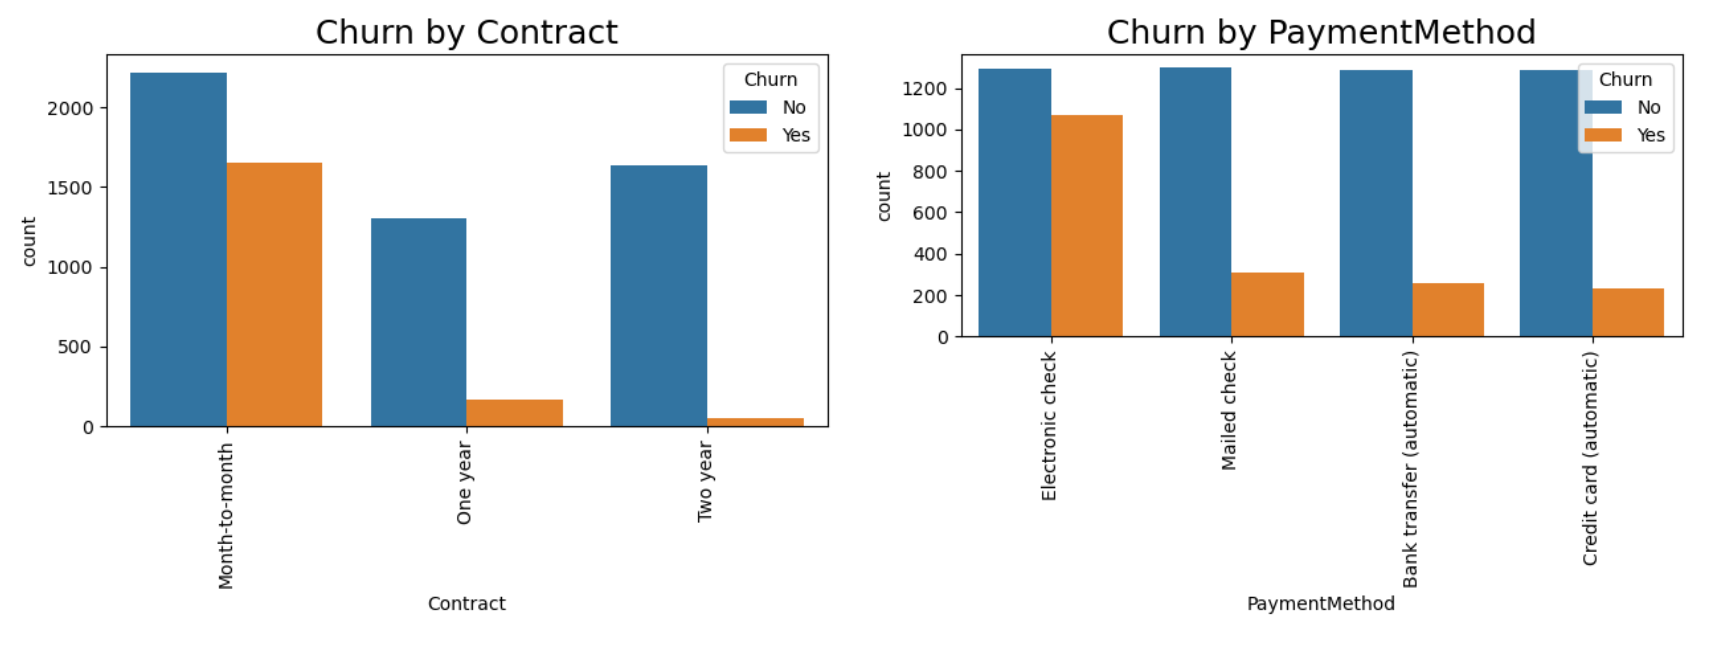 Churn by Contract
Churn
No
Yes
2000
1500
1000
500
0
count
Month-to-month
One year
Two year
Contract
Churn by PaymentMethod
Churn
No
Yes
1200
1000
800
600
400
200
0
count
Electronic check
Mailed check
Bank transfer (automatic)
Credit card (automatic)
PaymentMethod